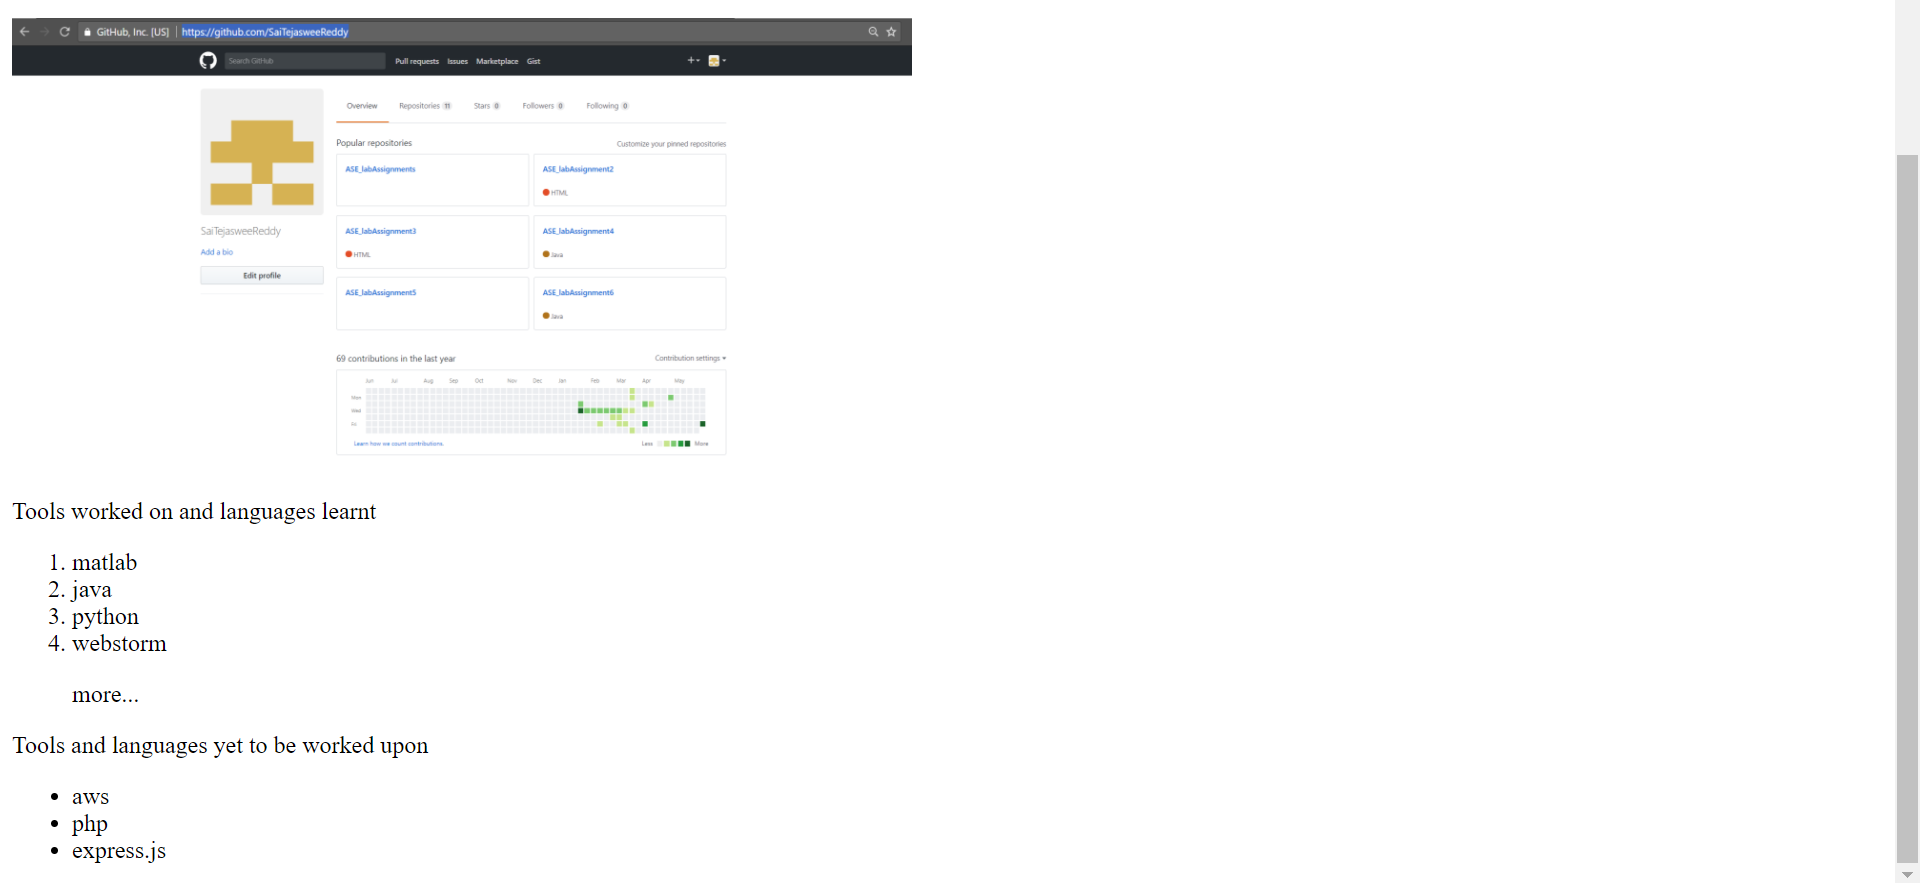 GitHub, Inc. [US] | https://github.com/SaiTejasweeReddy
Search GitHub
Pull requests Issues Marketplace Gist
Overview Repositories 11 Stars 0 Followers 0 Following 0
Popular repositories Customize your pinned repositories
ASE_labAssignments ASE_labAssignment2
HTML
SaiTejasweeReddy
Add a bio
Edit profile
ASE_labAssignment3 ASE_labAssignment4
HTML Java
ASE_labAssignment5 ASE_labAssignment6
Java
69 contributions in the last year Contribution settings
Jun Jul Aug Sep Oct Nov Dec Jan Feb Mar Apr May
Mon
Wed
Fri
Learn how we count contributions. Less More
Tools worked on and languages learnt
1. matlab
2. java
3. python
4. webstorm
more...
Tools and languages yet to be worked upon
• aws
• php
• express.js